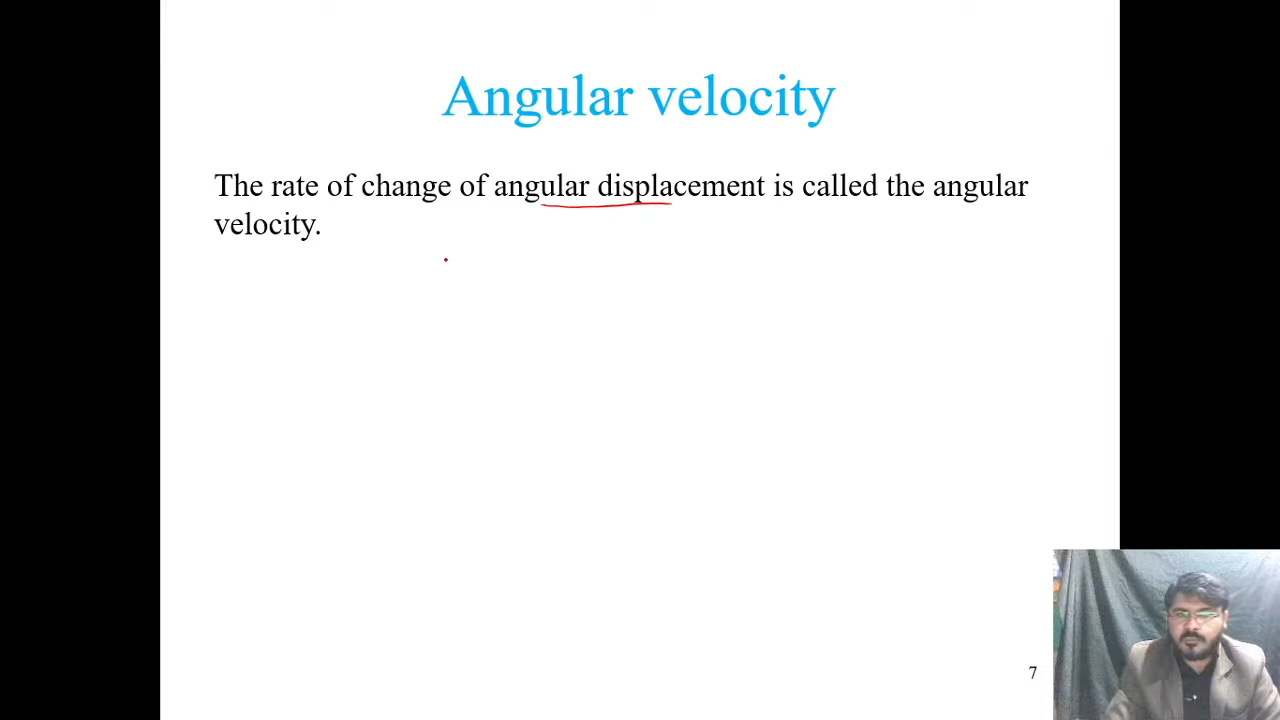 Angular velocity
The rate of change of angular displacement is called the angular
velocity.
7